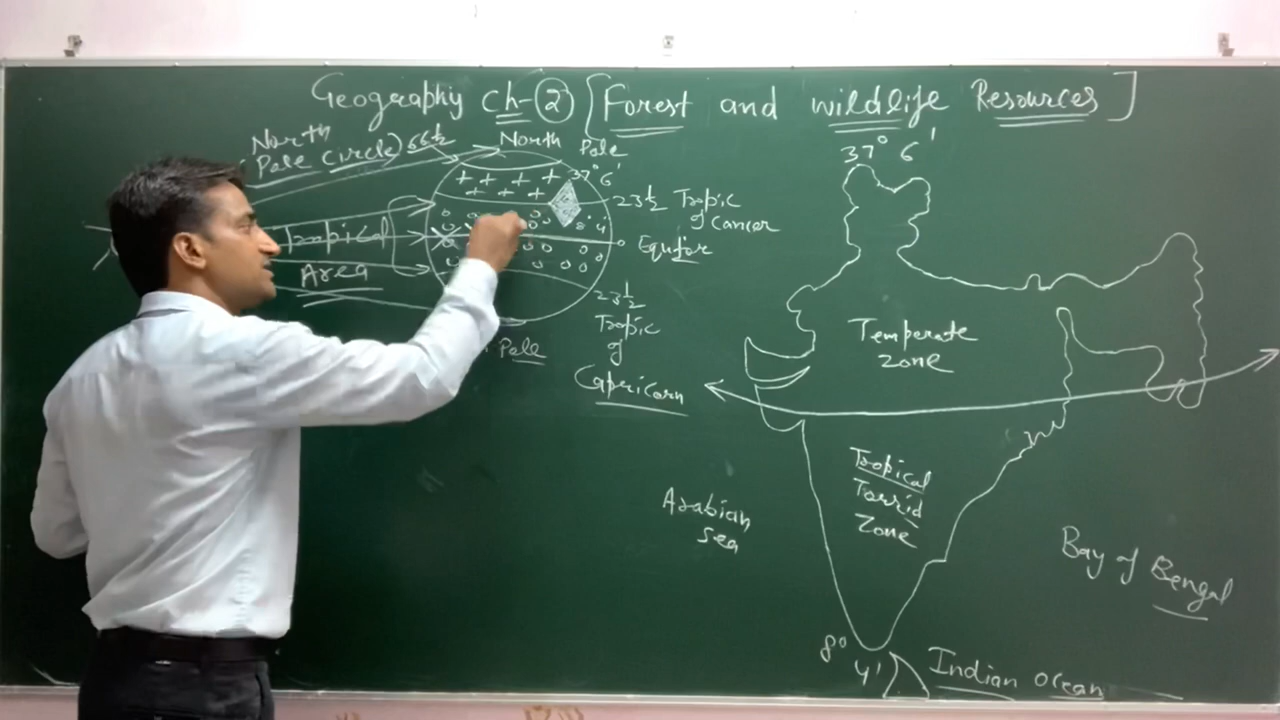 Geography Ch-2 [Forest and wildlife Resources]
North
Pole Circle) 66½
North
Pole
37° 6'
37° 6'
23½ Tropic
of Cancer
Tropical
Area
Equtor
23½
Tropic
of
Capricorn
Pole
Temperate
zone
Tropical
Torrid
Zone
Arabian
sea
Bay of Bengal
8°
4'
Indian Ocean